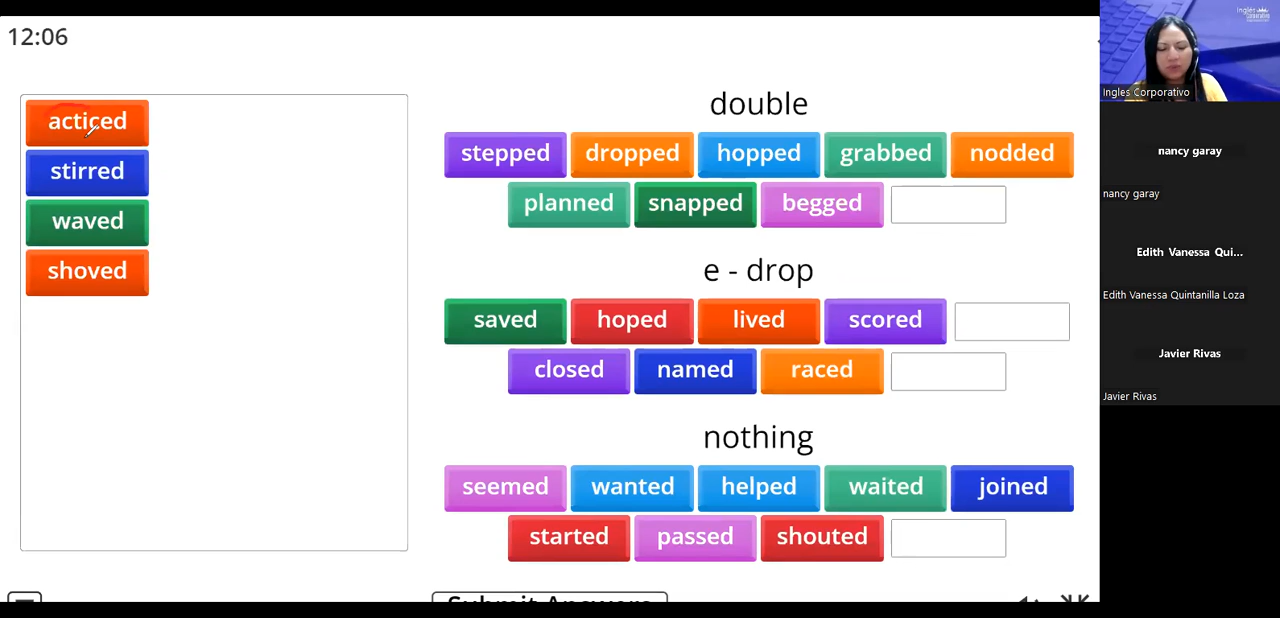 12:06
acticed
stirred
waved
shoved
double
stepped dropped hopped grabbed nodded
planned snapped begged
e - drop
saved hoped lived scored
closed named raced
nothing
seemed wanted helped waited joined
started passed shouted
Submit Answers
Ingles Corporativo
nancy garay
nancy garay
Edith Vanessa Qui...
Edith Vanessa Quintanilla Loza
Javier Rivas
Javier Rivas